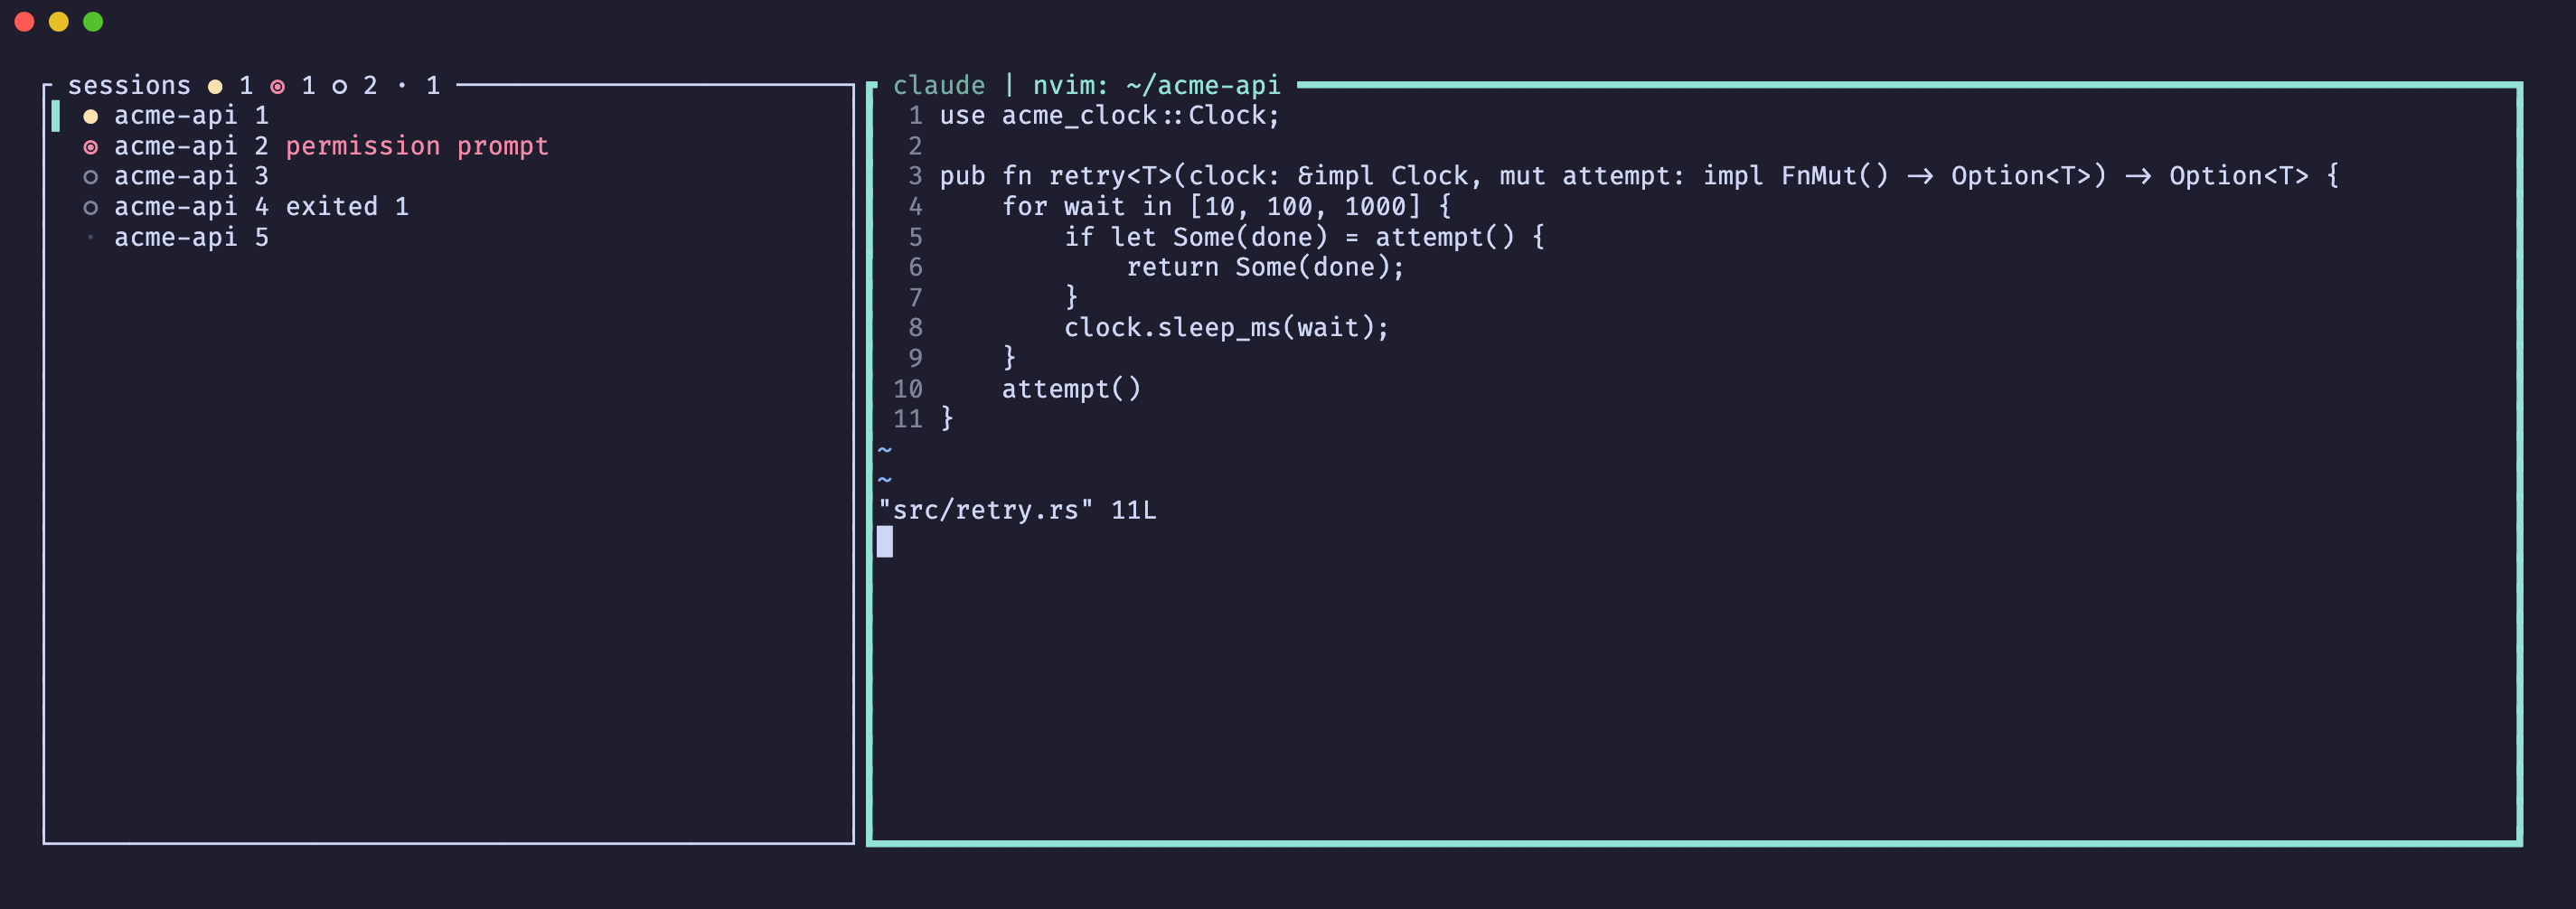 sessions ● 1 ◉ 1 ○ 2 · 1
● acme-api 1
◉ acme-api 2 permission prompt
○ acme-api 3
○ acme-api 4 exited 1
· acme-api 5
claude | nvim: ~/acme-api
1 use acme_clock::Clock;
2
3 pub fn retry<T>(clock: &impl Clock, mut attempt: impl FnMut() -> Option<T>) -> Option<T> {
4     for wait in [10, 100, 1000] {
5         if let Some(done) = attempt() {
6             return Some(done);
7         }
8         clock.sleep_ms(wait);
9     }
10     attempt()
11 }
~
~
"src/retry.rs" 11L